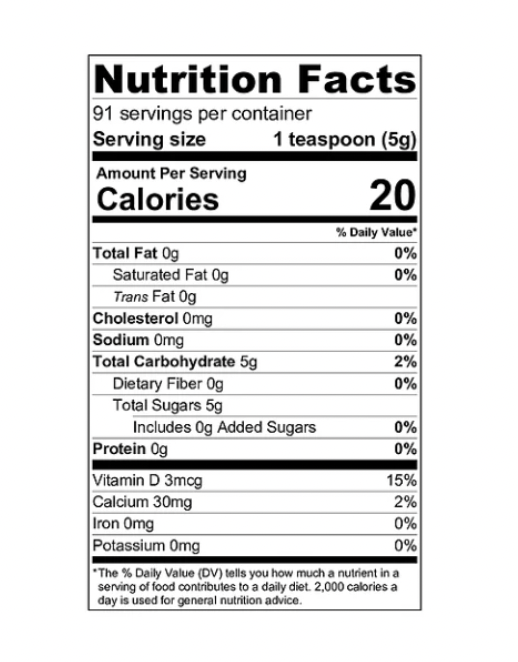 Nutrition Facts
91 servings per container
Serving size 1 teaspoon (5g)
Amount Per Serving
Calories 20
% Daily Value*
Total Fat 0g 0%
Saturated Fat 0g 0%
Trans Fat 0g
Cholesterol 0mg 0%
Sodium 0mg 0%
Total Carbohydrate 5g 2%
Dietary Fiber 0g 0%
Total Sugars 5g
Includes 0g Added Sugars 0%
Protein 0g 0%
Vitamin D 3mcg 15%
Calcium 30mg 2%
Iron 0mg 0%
Potassium 0mg 0%
*The % Daily Value (DV) tells you how much a nutrient in a
serving of food contributes to a daily diet. 2,000 calories a
day is used for general nutrition advice.